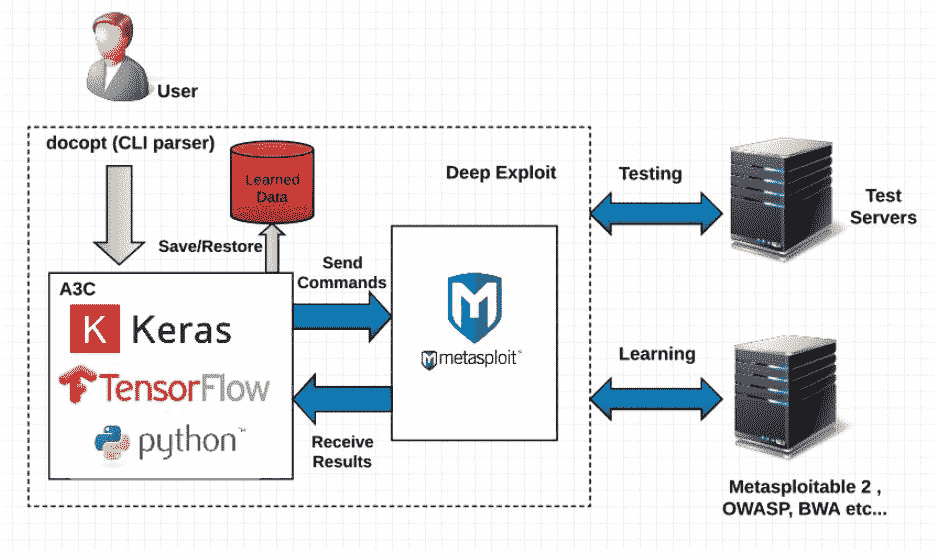 User
docopt (CLI parser)
Learned
Data
Deep Exploit
Testing
Test
Servers
Save/Restore
Send
Commands
A3C
K Keras
TensorFlow
python™
metasploit™
Receive
Results
Learning
Metasploitable 2 ,
OWASP, BWA etc...